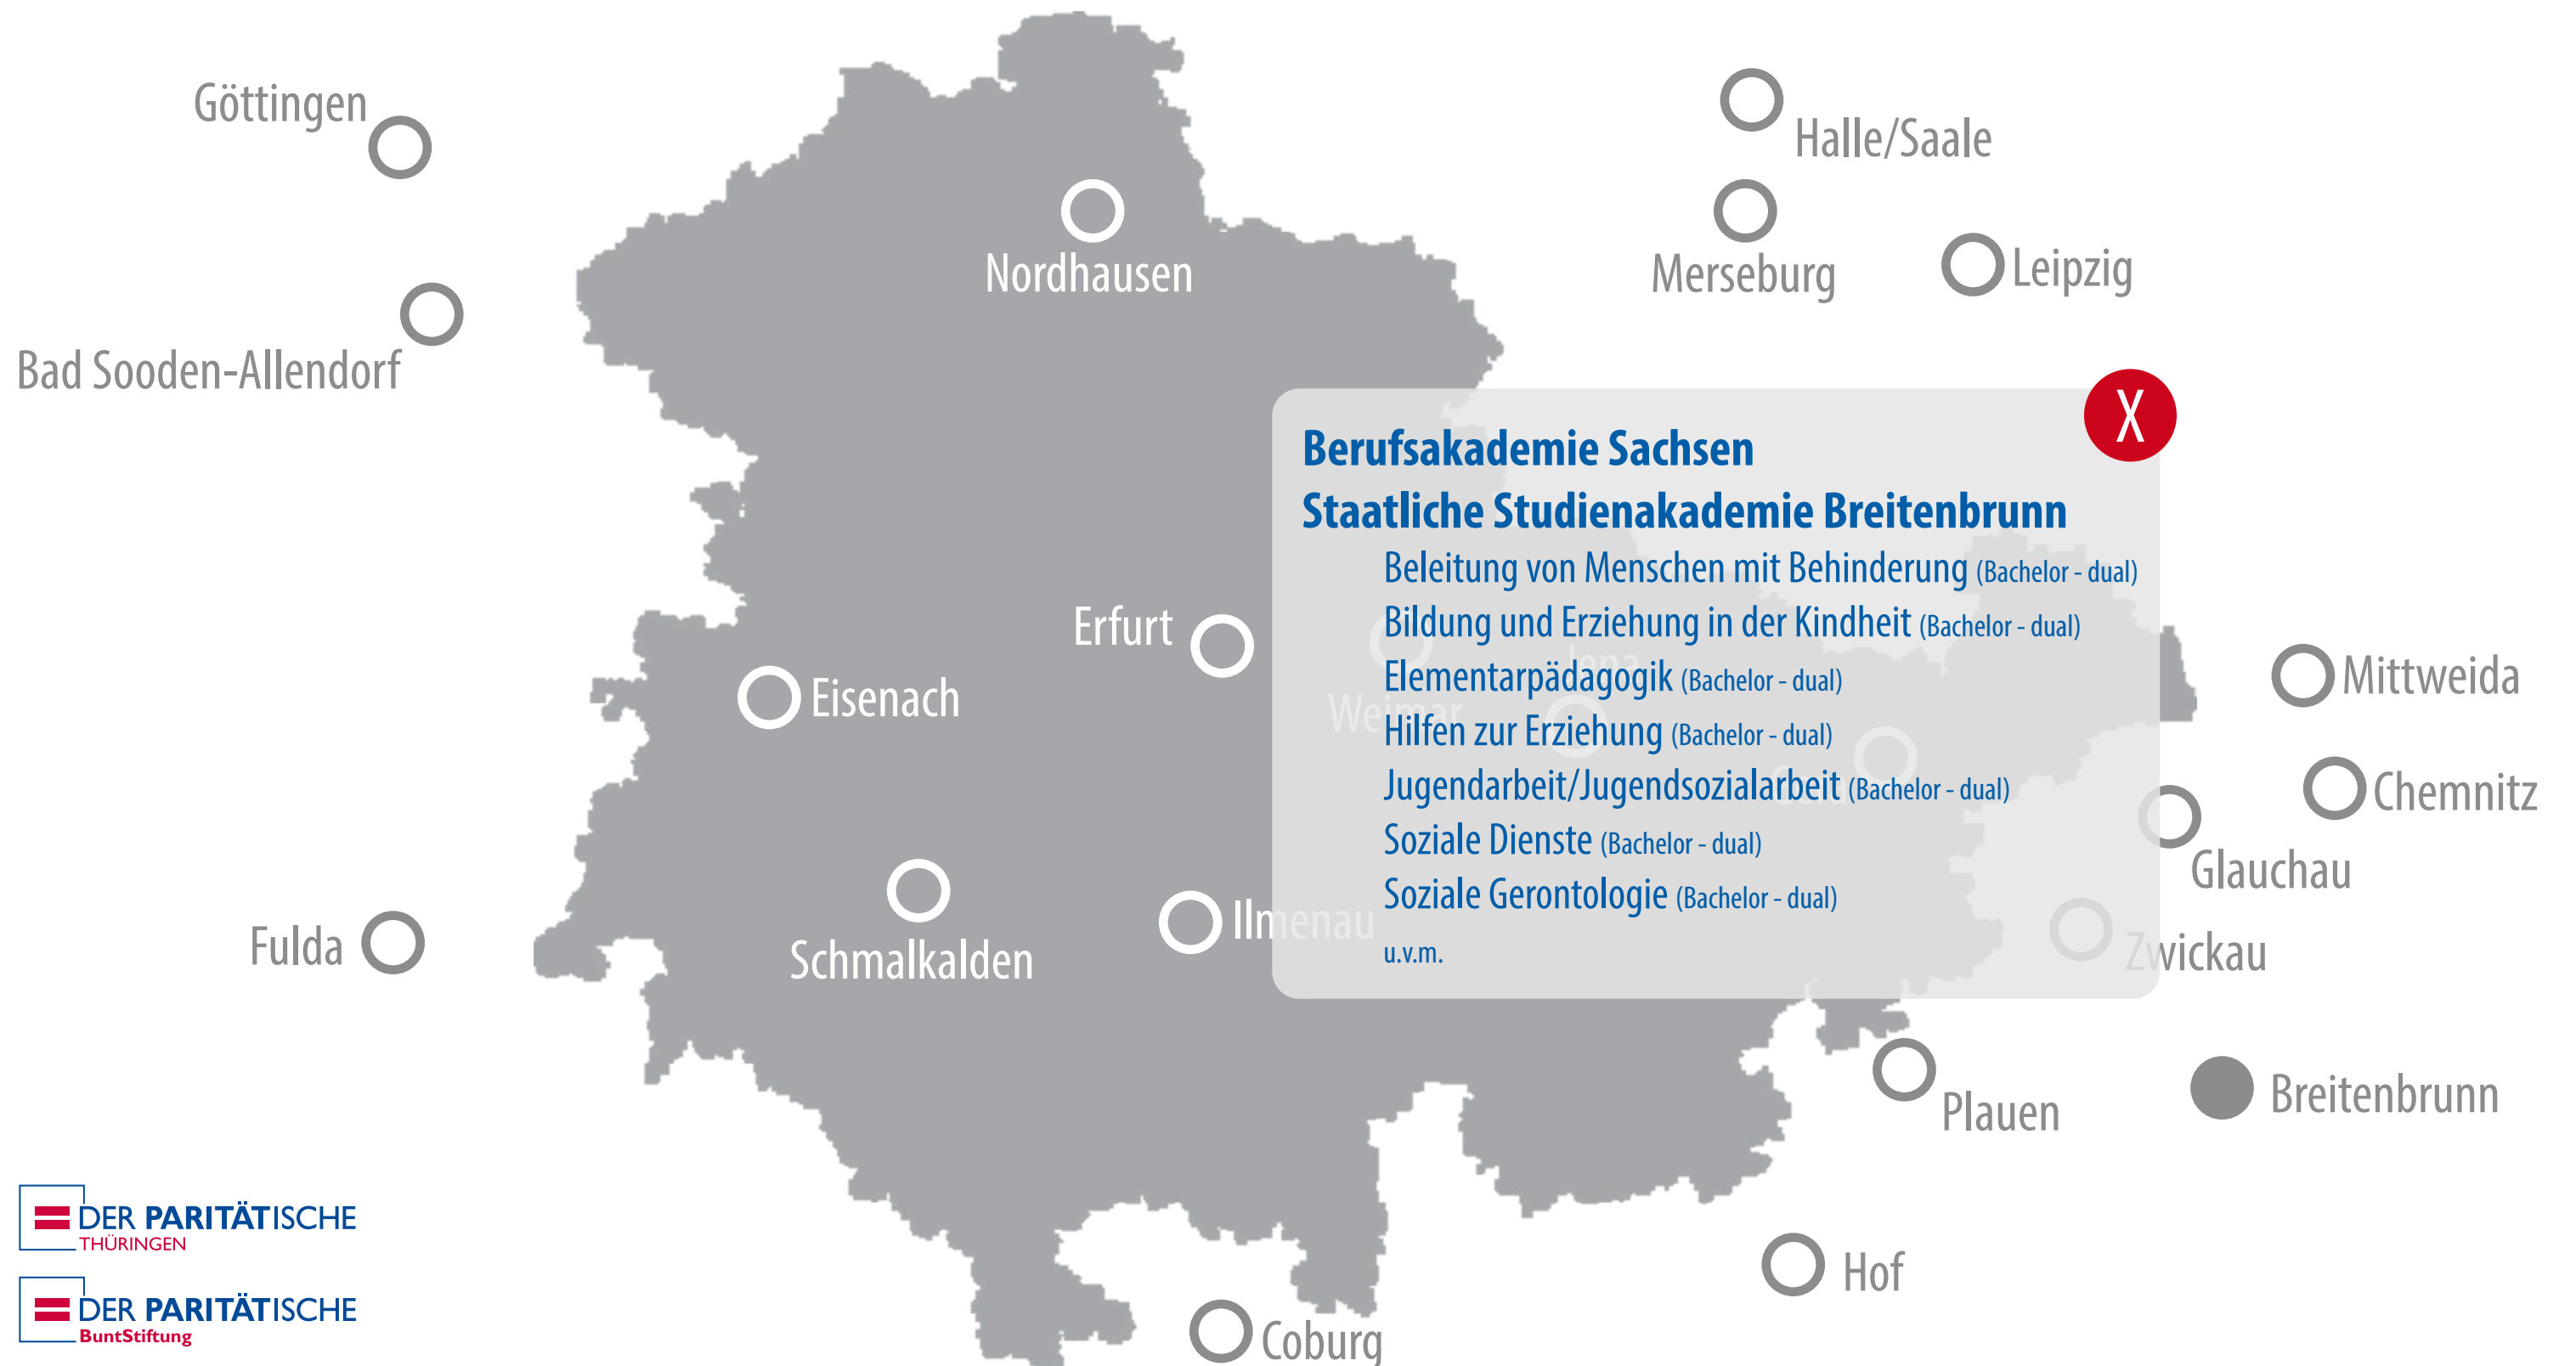 Göttingen
Halle/Saale
Nordhausen
Merseburg
Leipzig
Bad Sooden-Allendorf
X
Berufsakademie Sachsen
Staatliche Studienakademie Breitenbrunn
Beleitung von Menschen mit Behinderung (Bachelor - dual)
Bildung und Erziehung in der Kindheit (Bachelor - dual)
Elementarpädagogik (Bachelor - dual)
Hilfen zur Erziehung (Bachelor - dual)
Jugendarbeit/Jugendsozialarbeit (Bachelor - dual)
Soziale Dienste (Bachelor - dual)
Soziale Gerontologie (Bachelor - dual)
u.v.m.
Erfurt
Jena
Weimar
Eisenach
Mittweida
Chemnitz
Glauchau
Schmalkalden
Ilmenau
Fulda
Zwickau
Plauen
Breitenbrunn
Hof
Coburg
DER PARITÄTISCHE
THÜRINGEN
DER PARITÄTISCHE
BuntStiftung